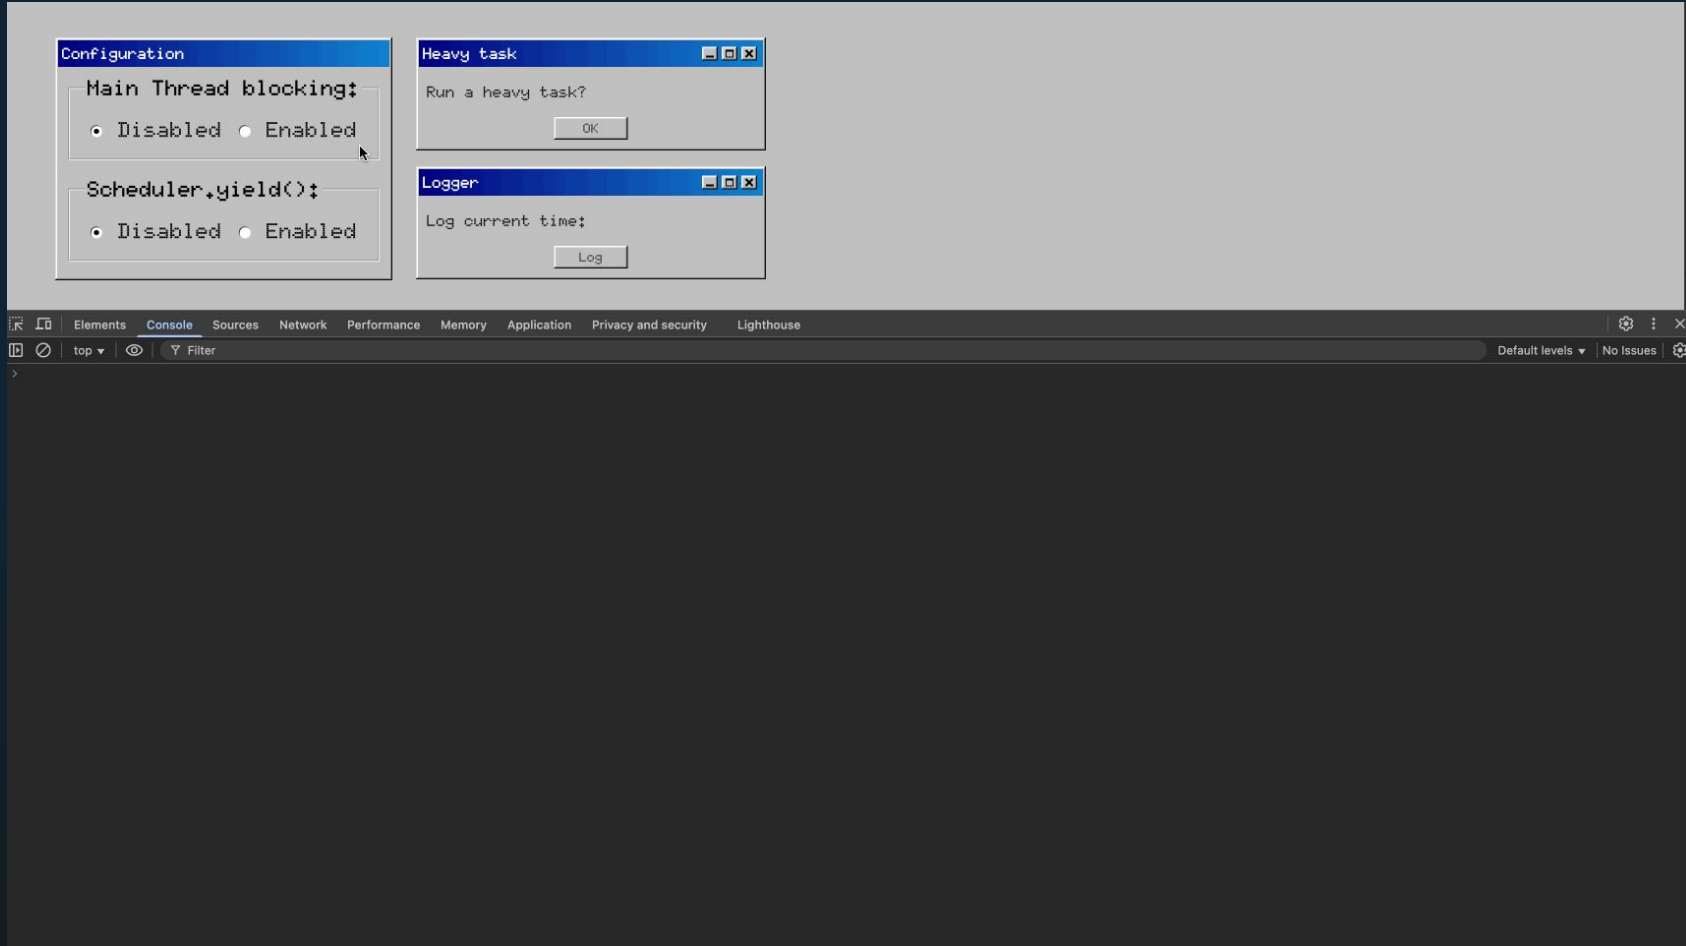 Configuration
Main Thread blocking:
Disabled Enabled
Scheduler.yield():
Disabled Enabled
Heavy task
Run a heavy task?
OK
Logger
Log current time:
Log
Elements Console Sources Network Performance Memory Application Privacy and security Lighthouse
top Filter Default levels No Issues